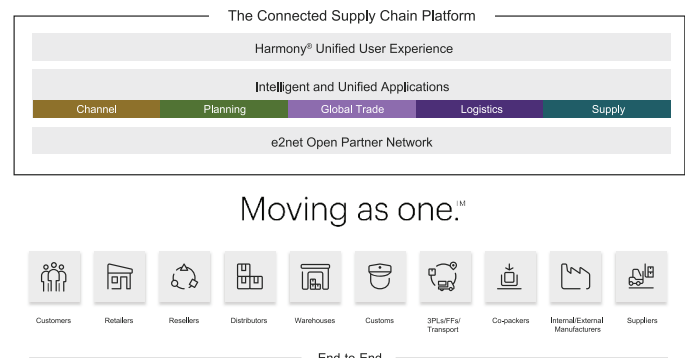 The Connected Supply Chain Platform
Harmony® Unified User Experience
Intelligent and Unified Applications
Channel
Planning
Global Trade
Logistics
Supply
e2net Open Partner Network
Moving as one.℠
Customers
Retailers
Resellers
Distributors
Warehouses
Customs
3PLs/FFs/
Transport
Co-packers
Internal/External
Manufacturers
Suppliers
End to End